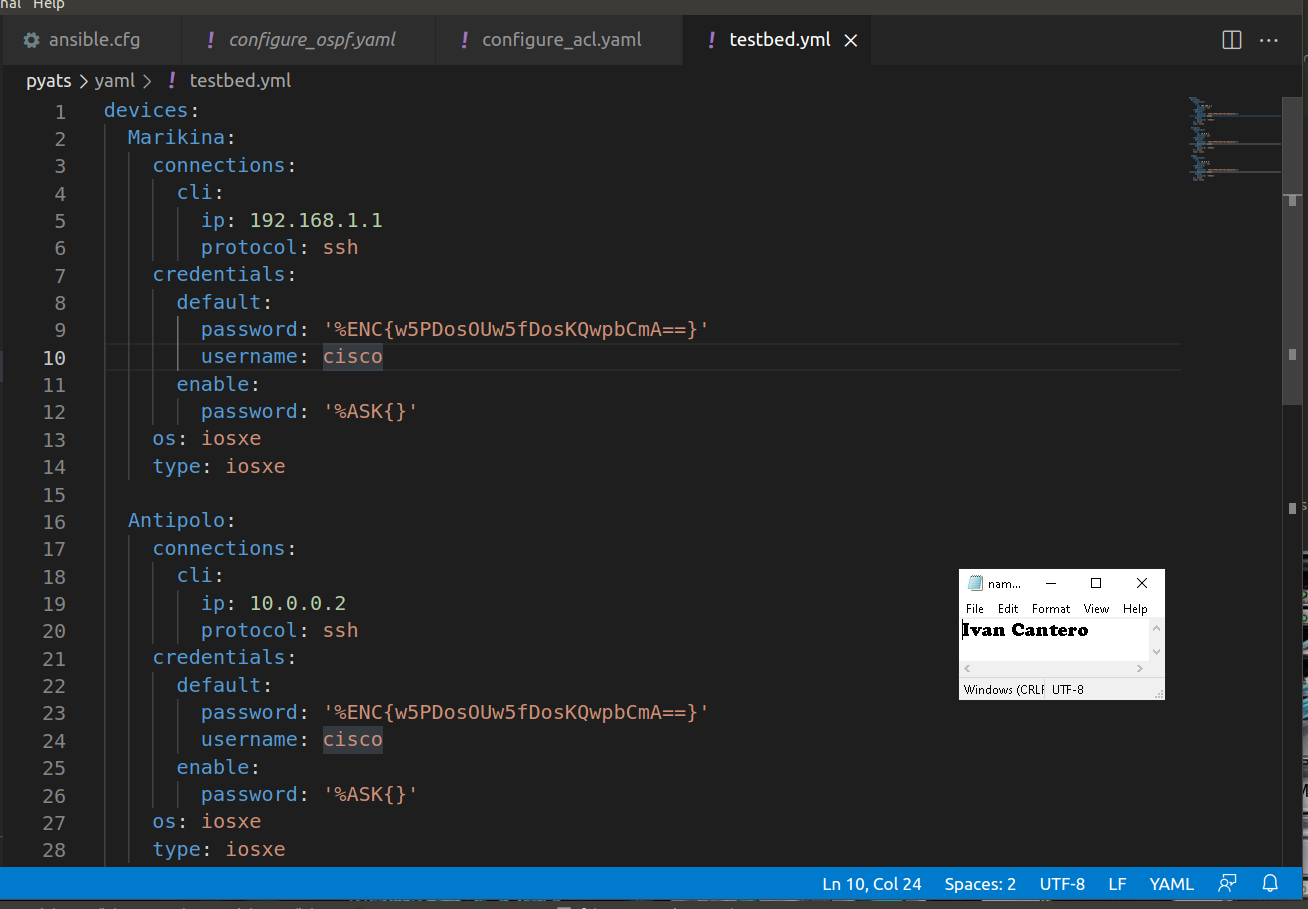 nal Help
ansible.cfg ! configure_ospf.yaml ! configure_acl.yaml ! testbed.yml
pyats > yaml > ! testbed.yml
1 devices:
2 Marikina:
3 connections:
4 cli:
5 ip: 192.168.1.1
6 protocol: ssh
7 credentials:
8 default:
9 password: '%ENC{w5PDosOUw5fDosKQwpbCmA==}'
10 username: cisco
11 enable:
12 password: '%ASK{}'
13 os: iosxe
14 type: iosxe
15
16 Antipolo:
17 connections:
18 cli:
19 ip: 10.0.0.2
20 protocol: ssh
21 credentials:
22 default:
23 password: '%ENC{w5PDosOUw5fDosKQwpbCmA==}'
24 username: cisco
25 enable:
26 password: '%ASK{}'
27 os: iosxe
28 type: iosxe
nam...
File Edit Format View Help
Ivan Cantero
Windows (CRLF UTF-8
Ln 10, Col 24 Spaces: 2 UTF-8 LF YAML